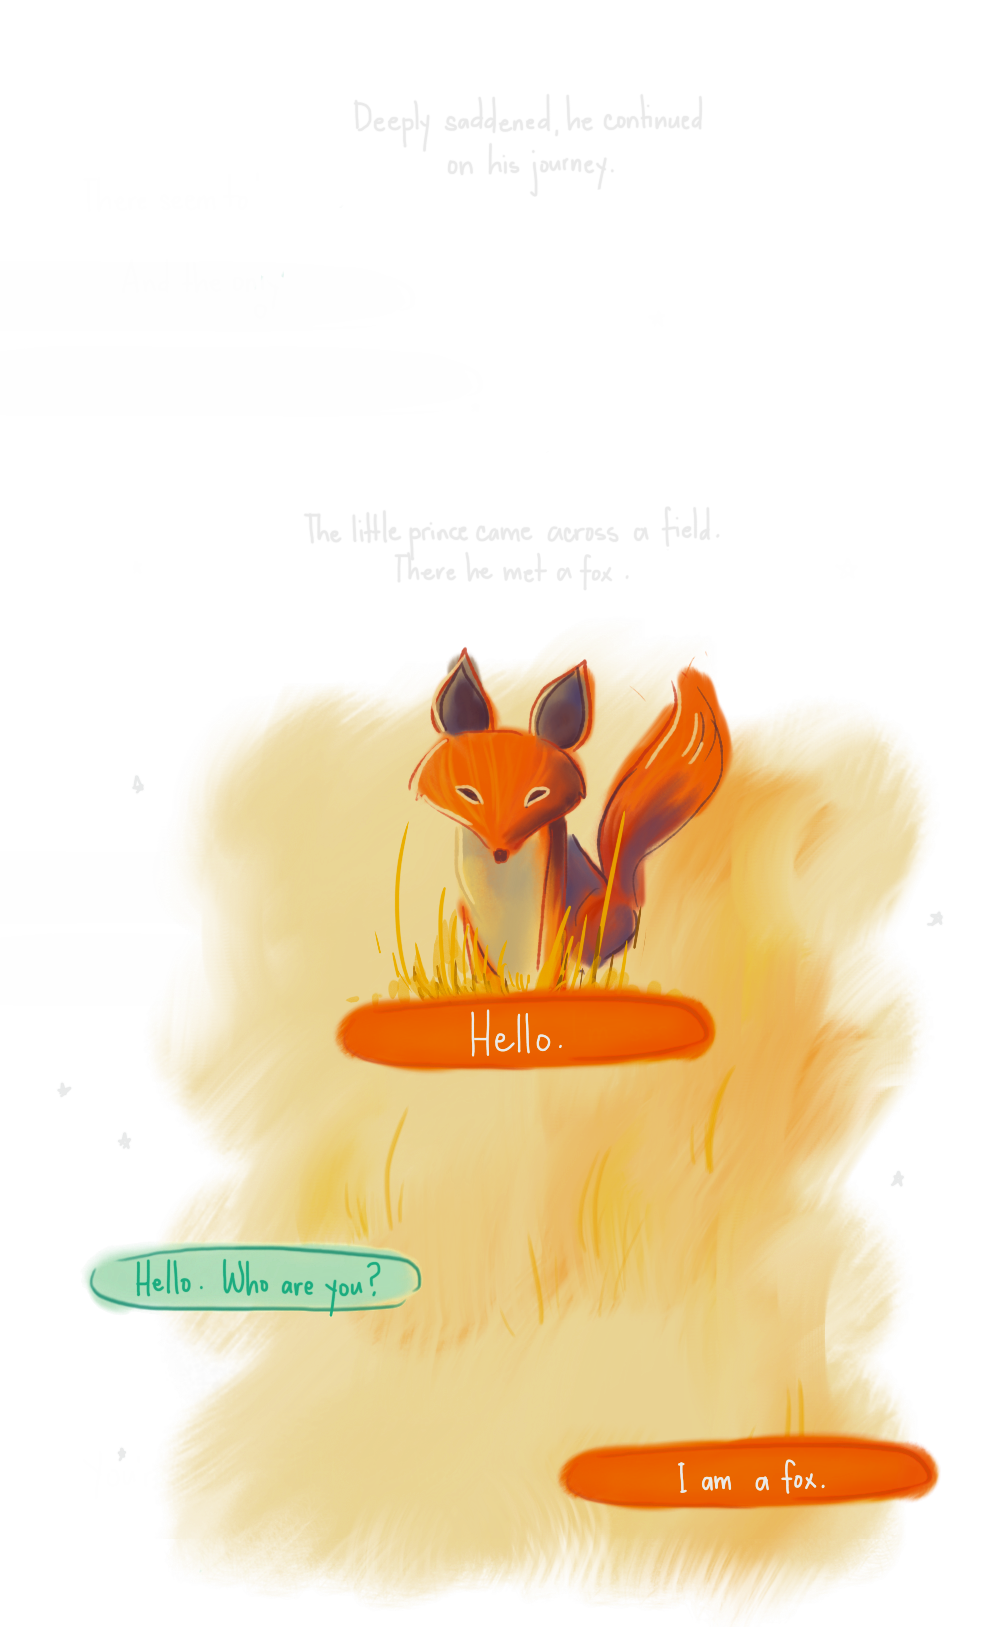 Deeply saddened, he continued
on his journey.
The little prince came across a field.
There he met a fox.
Hello.
Hello. Who are you?
I am a fox.